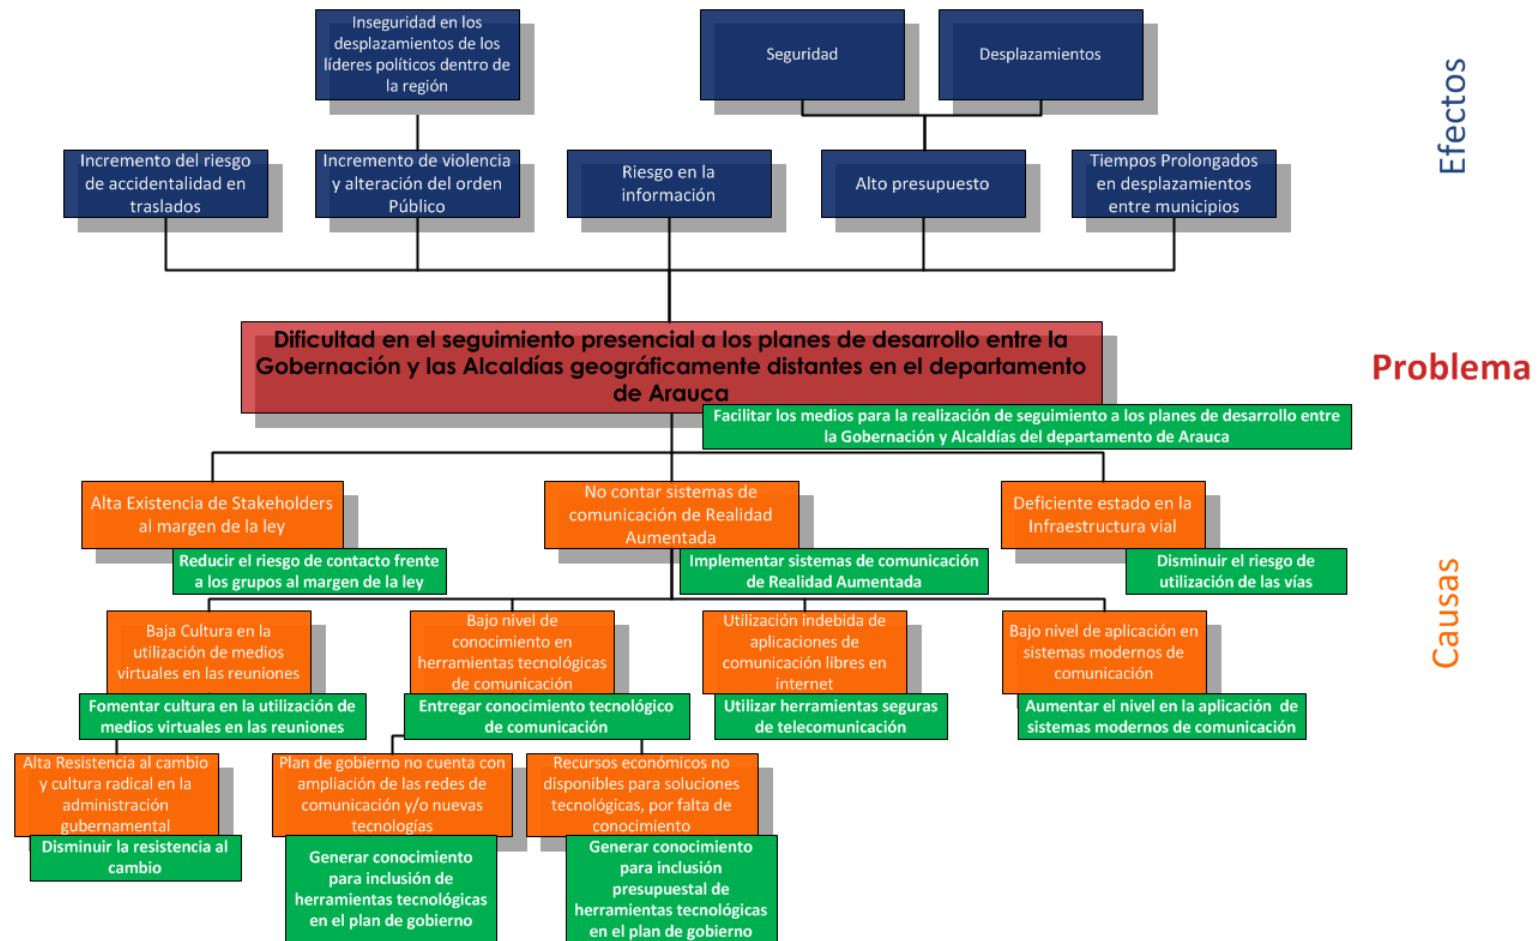 Inseguridad en los
desplazamientos de los
líderes políticos dentro de
la región
Seguridad
Desplazamientos
Efectos
Incremento del riesgo
de accidentalidad en
traslados
Incremento de violencia
y alteración del orden
Público
Riesgo en la
información
Alto presupuesto
Tiempos Prolongados
en desplazamientos
entre municipios
Dificultad en el seguimiento presencial a los planes de desarrollo entre la
Gobernación y las Alcaldías geográficamente distantes en el departamento
de Arauca
Problema
Facilitar los medios para la realización de seguimiento a los planes de desarrollo entre
la Gobernación y Alcaldías del departamento de Arauca
Alta Existencia de Stakeholders
al margen de la ley
No contar sistemas de
comunicación de Realidad
Aumentada
Deficiente estado en la
Infraestructura vial
Reducir el riesgo de contacto frente
a los grupos al margen de la ley
Implementar sistemas de comunicación
de Realidad Aumentada
Disminuir el riesgo de
utilización de las vías
Causas
Baja Cultura en la
utilización de medios
virtuales en las reuniones
Bajo nivel de
conocimiento en
herramientas tecnológicas
de comunicación
Utilización indebida de
aplicaciones de
comunicación libres en
internet
Bajo nivel de aplicación en
sistemas modernos de
comunicación
Fomentar cultura en la utilización de
medios virtuales en las reuniones
Entregar conocimiento tecnológico
de comunicación
Utilizar herramientas seguras
de telecomunicación
Aumentar el nivel en la aplicación de
sistemas modernos de comunicación
Alta Resistencia al cambio
y cultura radical en la
administración
gubernamental
Plan de gobierno no cuenta con
ampliación de las redes de
comunicación y/o nuevas
tecnologías
Recursos económicos no
disponibles para soluciones
tecnológicas, por falta de
conocimiento
Disminuir la resistencia al
cambio
Generar conocimiento
para inclusión de
herramientas tecnológicas
en el plan de gobierno
Generar conocimiento
para inclusión
presupuestal de
herramientas tecnológicas
en el plan de gobierno